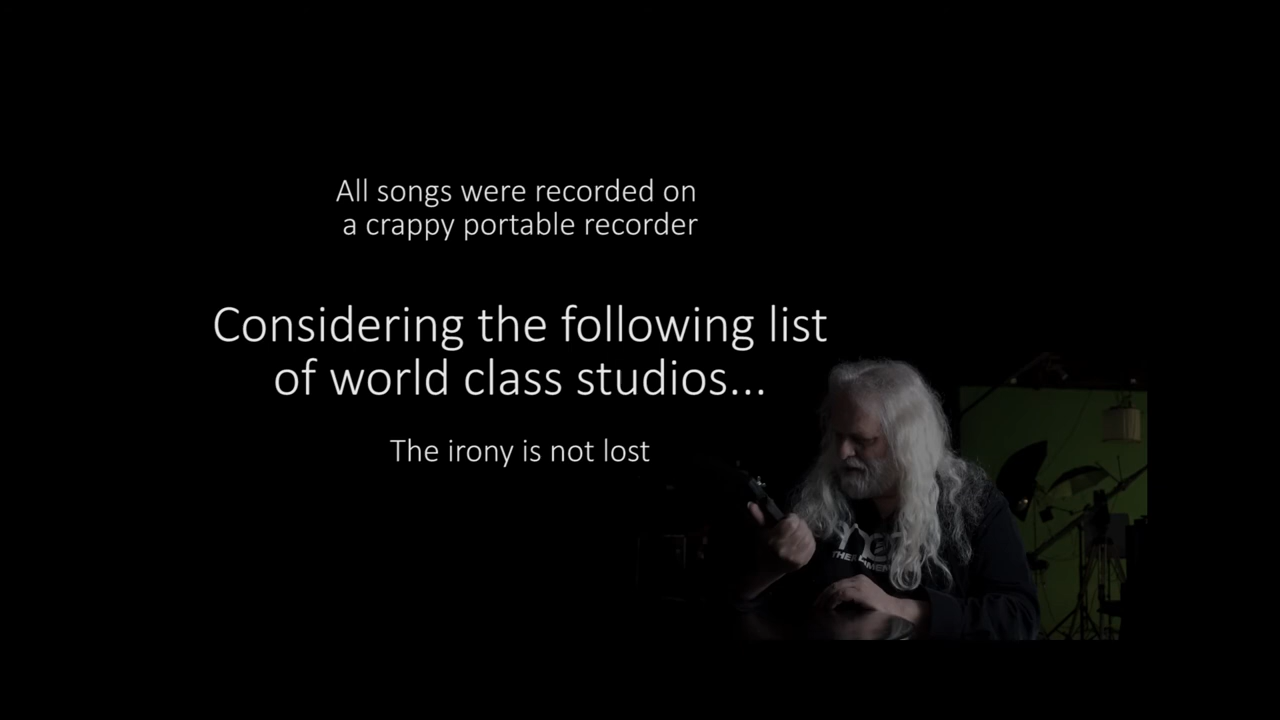 All songs were recorded on
a crappy portable recorder
Considering the following list
of world class studios...
The irony is not lost